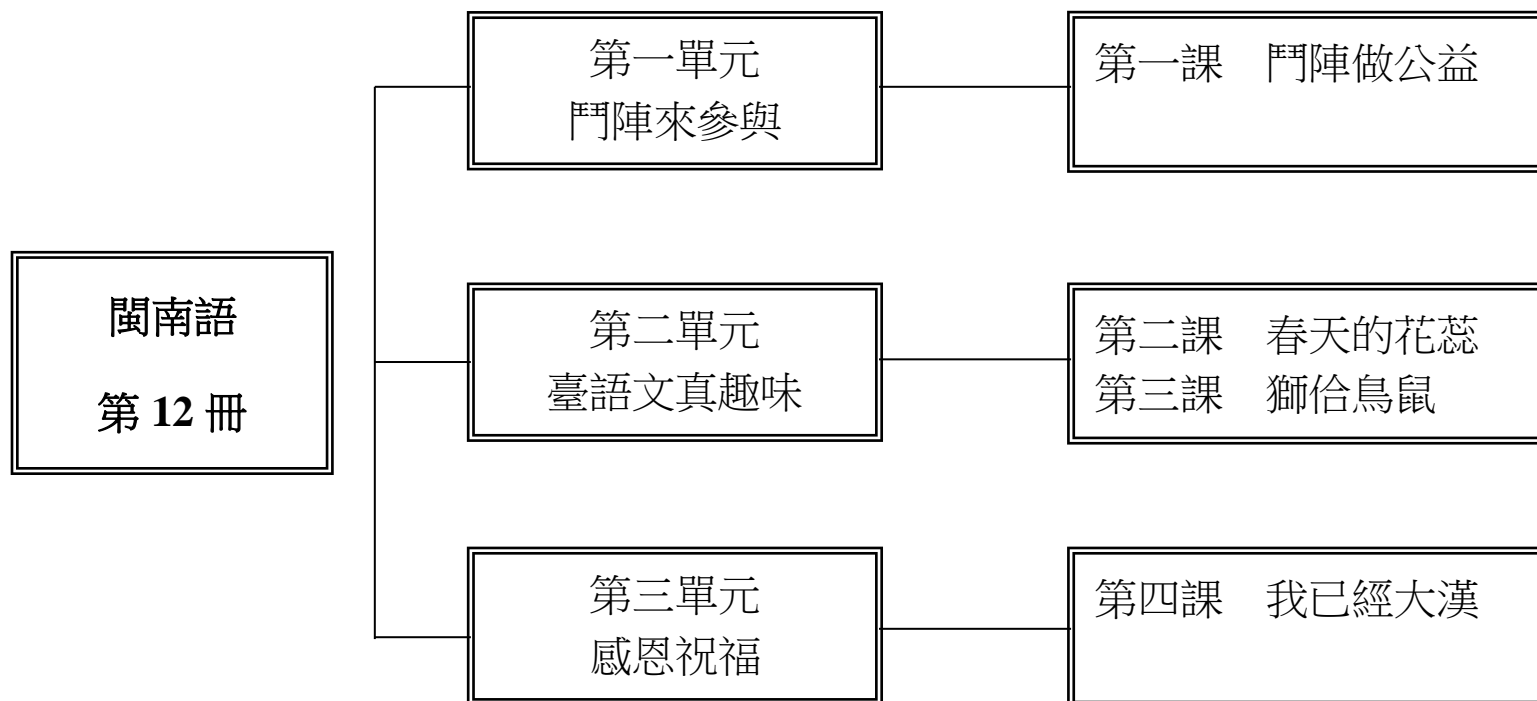 閩南語
第 12 冊
第一單元
鬥陣來參與
第一課　鬥陣做公益
第二單元
臺語文真趣味
第二課　春天的花蕊
第三課　獅佮鳥鼠
第三單元
感恩祝福
第四課　我已經大漢